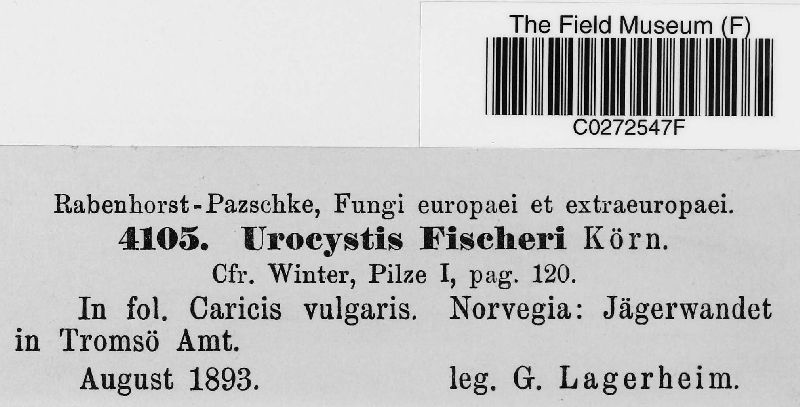 The Field Museum (F)
C0272547F
Rabenhorst-Pazschke, Fungi europaei et extraeuropaei.
4105. Urocystis Fischeri Körn.
Cfr. Winter, Pilze I, pag. 120.
In fol. Caricis vulgaris. Norvegia: Jägerwandet
in Tromsö Amt.
August 1893. leg. G. Lagerheim.